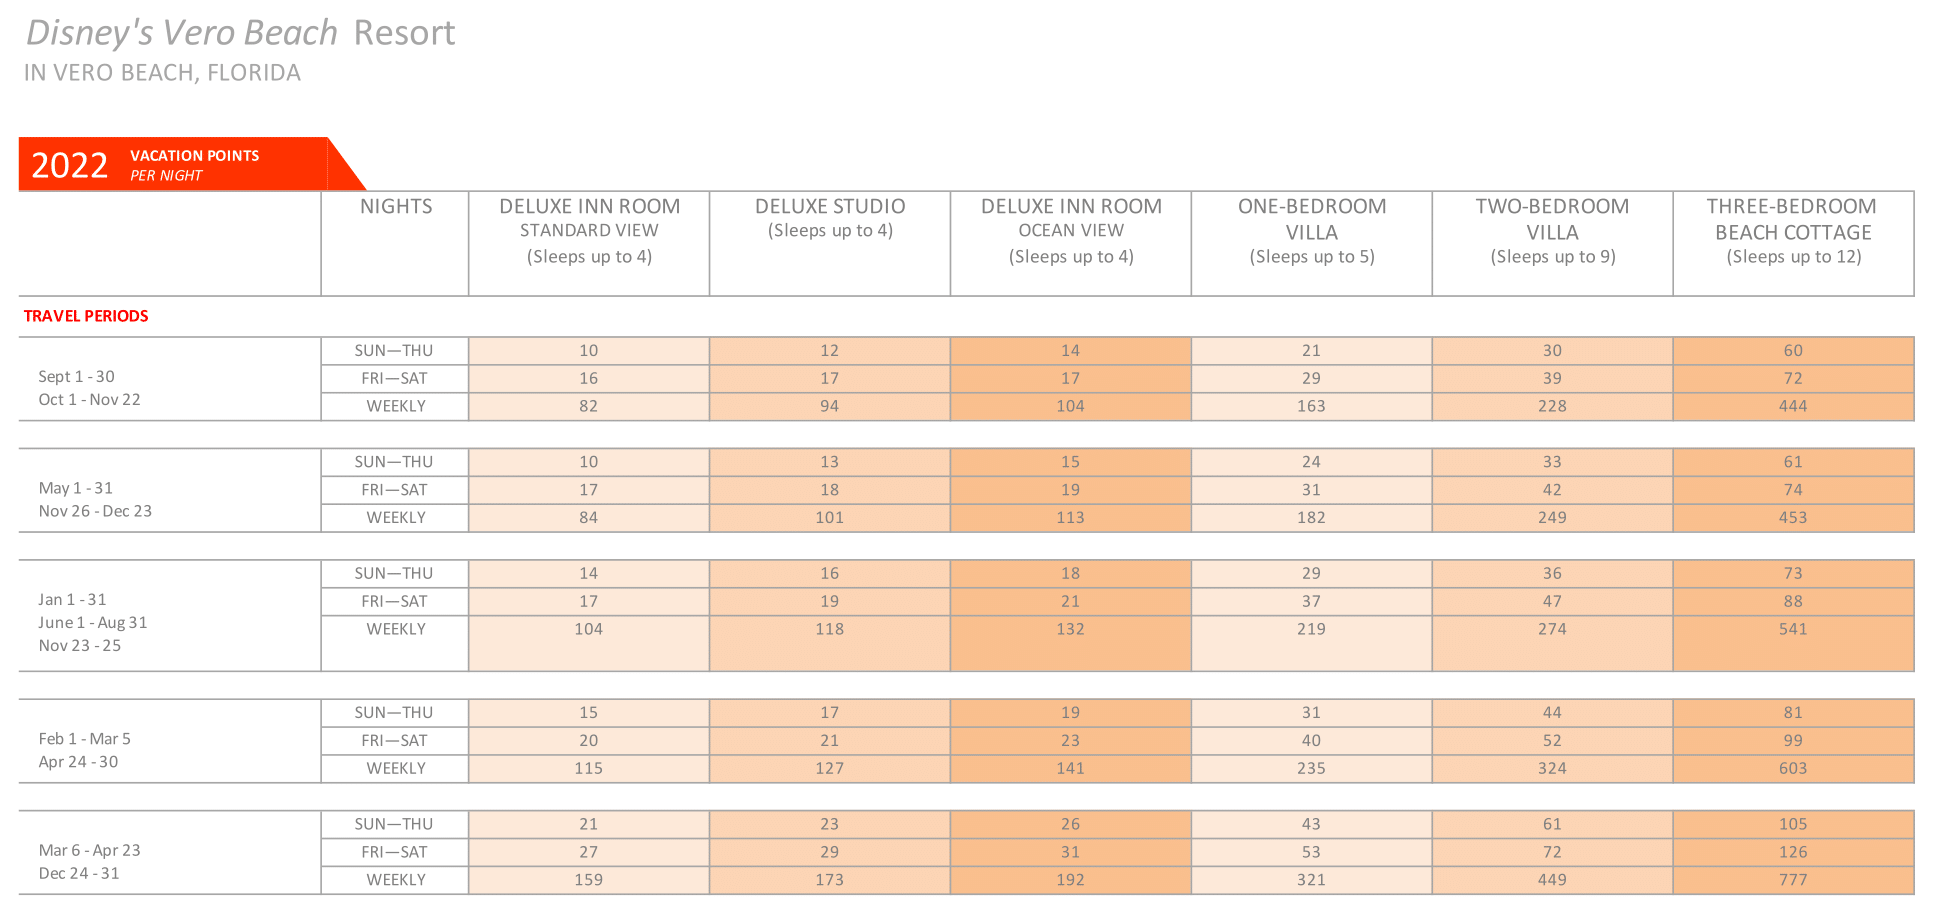 Disney's Vero Beach Resort
IN VERO BEACH, FLORIDA
2022 VACATION POINTS
PER NIGHT
NIGHTS DELUXE INN ROOM DELUXE STUDIO DELUXE INN ROOM ONE-BEDROOM TWO-BEDROOM THREE-BEDROOM
STANDARD VIEW (Sleeps up to 4) OCEAN VIEW VILLA VILLA BEACH COTTAGE
(Sleeps up to 4) (Sleeps up to 4) (Sleeps up to 5) (Sleeps up to 9) (Sleeps up to 12)
TRAVEL PERIODS
SUN—THU 10 12 14 21 30 60
Sept 1 - 30 FRI—SAT 16 17 17 29 39 72
Oct 1 - Nov 22 WEEKLY 82 94 104 163 228 444
SUN—THU 10 13 15 24 33 61
May 1 - 31 FRI—SAT 17 18 19 31 42 74
Nov 26 - Dec 23 WEEKLY 84 101 113 182 249 453
SUN—THU 14 16 18 29 36 73
Jan 1 - 31 FRI—SAT 17 19 21 37 47 88
June 1 - Aug 31 WEEKLY 104 118 132 219 274 541
Nov 23 - 25
SUN—THU 15 17 19 31 44 81
Feb 1 - Mar 5 FRI—SAT 20 21 23 40 52 99
Apr 24 - 30 WEEKLY 115 127 141 235 324 603
SUN—THU 21 23 26 43 61 105
Mar 6 - Apr 23 FRI—SAT 27 29 31 53 72 126
Dec 24 - 31 WEEKLY 159 173 192 321 449 777